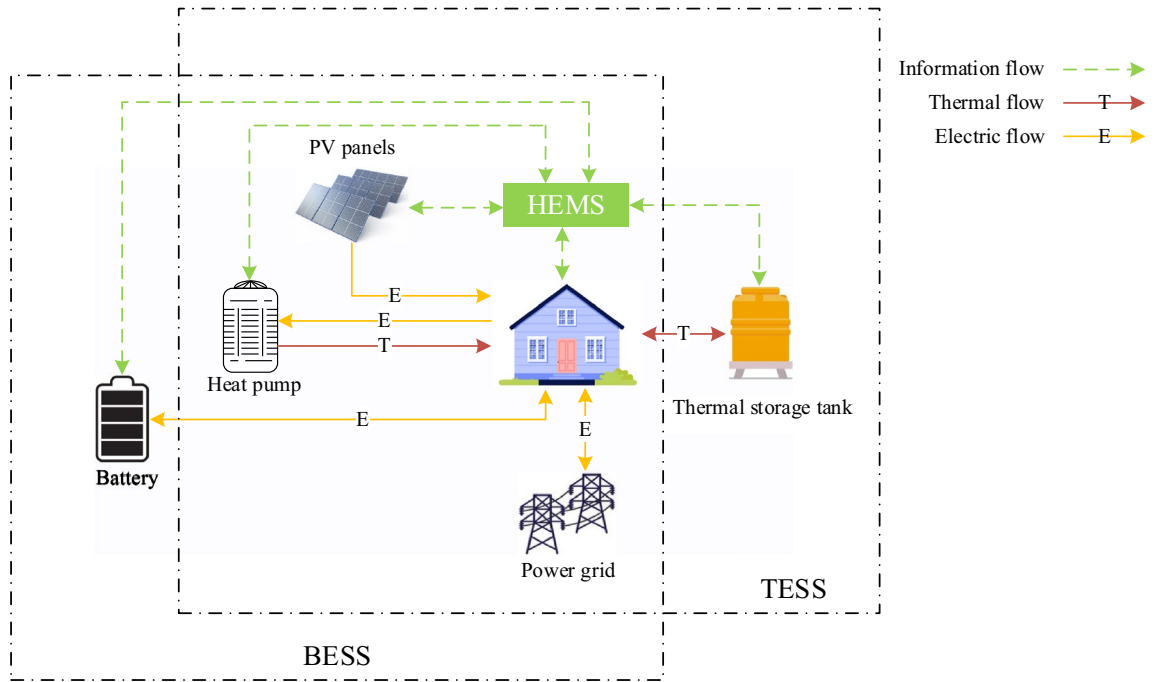 Information flow
Thermal flow
T
Electric flow
E
PV panels
HEMS
E
E
T
T
Heat pump
Thermal storage tank
E
E
Battery
Power grid
TESS
BESS